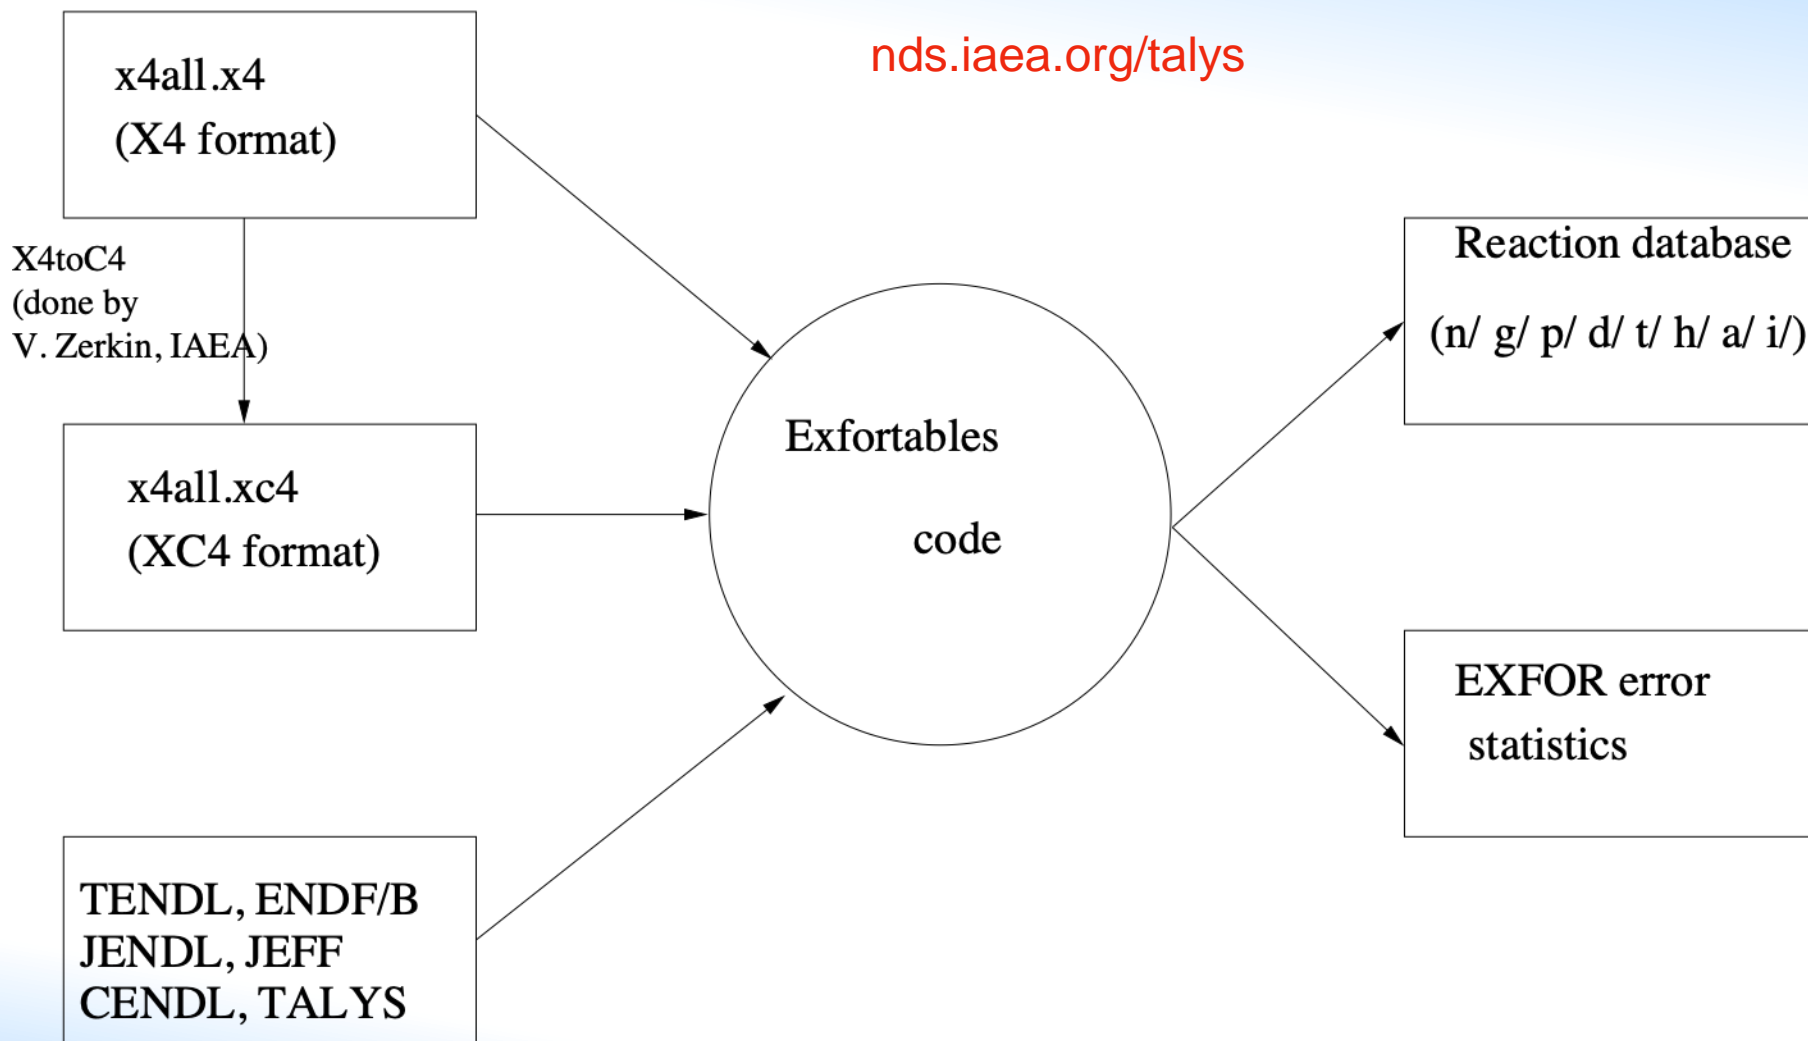 nds.iaea.org/talys
x4all.x4
(X4 format)
X4toC4
(done by
V. Zerkin, IAEA)
x4all.xc4
(XC4 format)
TENDL, ENDF/B
JENDL, JEFF
CENDL, TALYS
Exfortables
code
Reaction database
(n/ g/ p/ d/ t/ h/ a/ i/)
EXFOR error
statistics